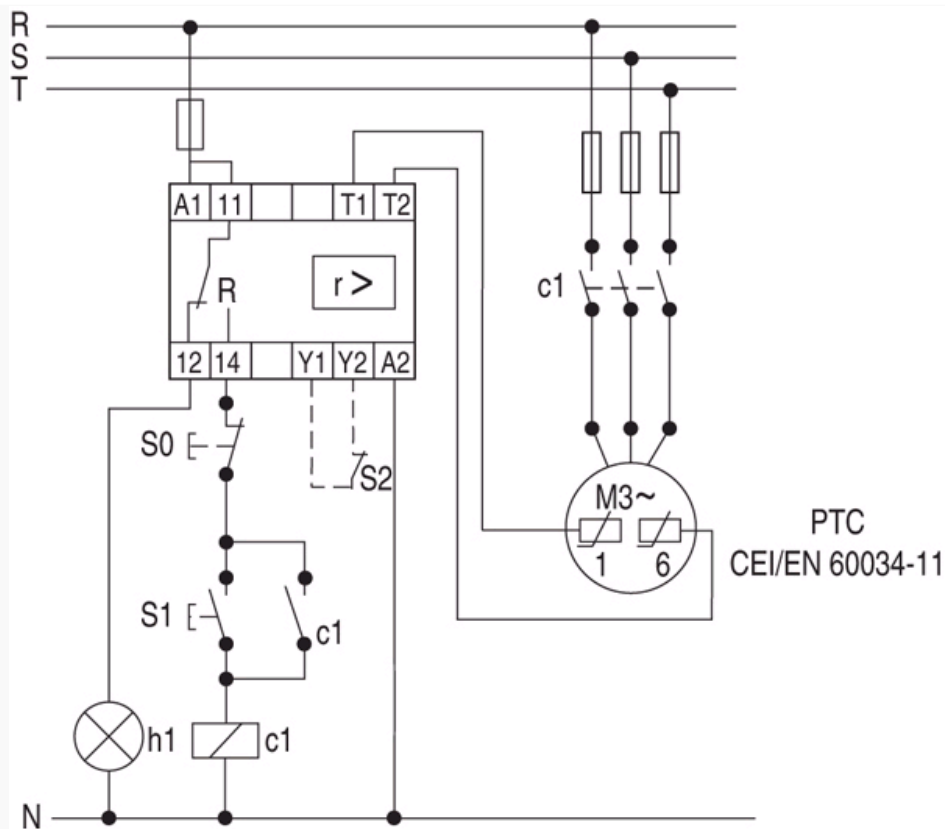 R
S
T
A1 11 T1 T2
R r >
c1
12 14 Y1 Y2 A2
S0
S2
M3~
1 6
PTC
CEI/EN 60034-11
S1
c1
h1
c1
N